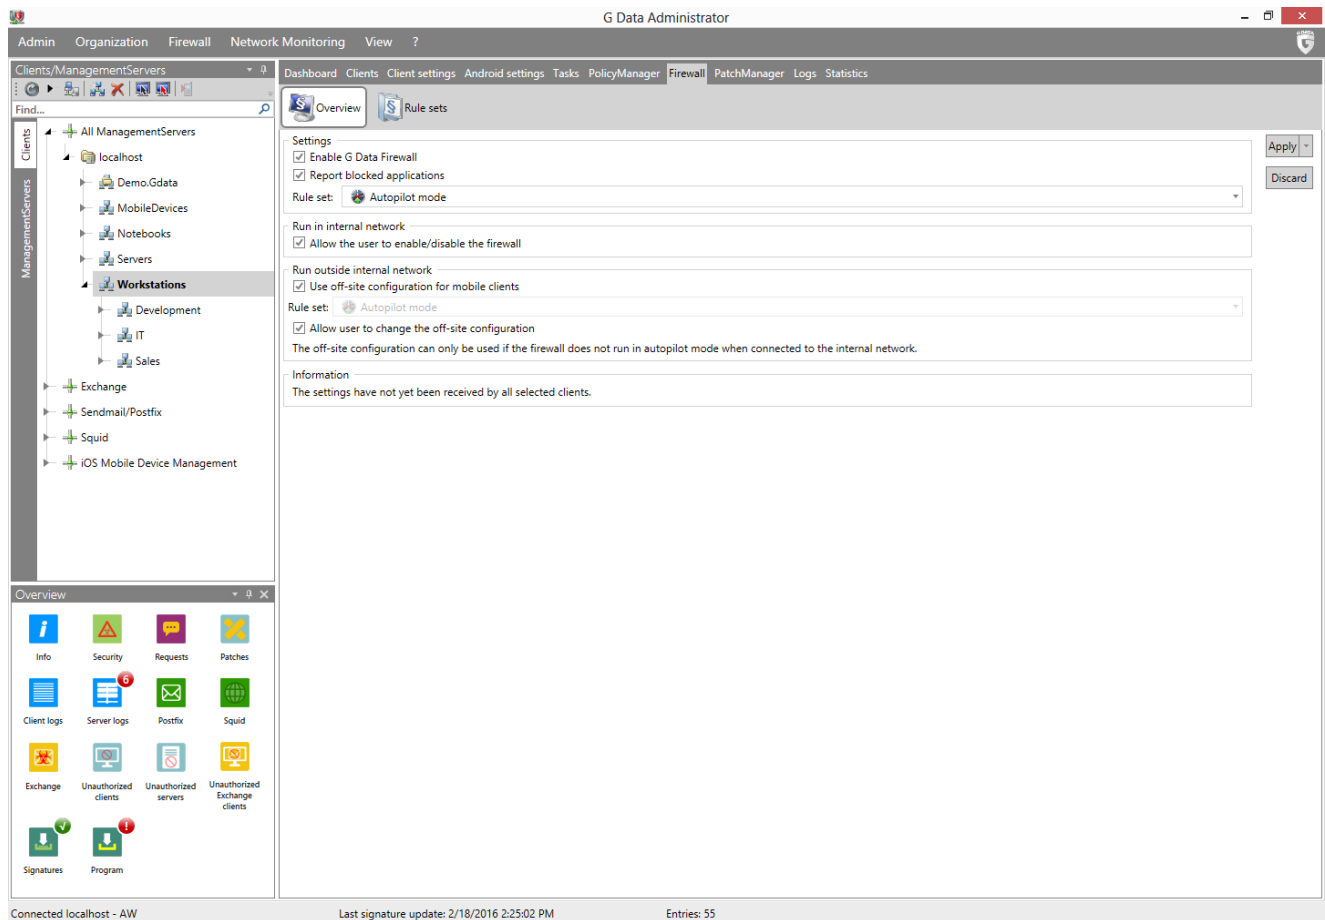 G Data Administrator
Admin Organization Firewall Network Monitoring View ?
Clients/ManagementServers
Find...
Clients
ManagementServers
All ManagementServers
localhost
Demo.Gdata
MobileDevices
Notebooks
Servers
Workstations
Development
IT
Sales
Exchange
Sendmail/Postfix
Squid
iOS Mobile Device Management
Dashboard Clients Client settings Android settings Tasks PolicyManager Firewall PatchManager Logs Statistics
Overview Rule sets
Settings
Enable G Data Firewall
Report blocked applications
Rule set: Autopilot mode
Run in internal network
Allow the user to enable/disable the firewall
Run outside internal network
Use off-site configuration for mobile clients
Rule set: Autopilot mode
Allow user to change the off-site configuration
The off-site configuration can only be used if the firewall does not run in autopilot mode when connected to the internal network.
Information
The settings have not yet been received by all selected clients.
Apply
Discard
Overview
Info Security Requests Patches
6
Client logs Server logs Postfix Squid
Exchange Unauthorized clients Unauthorized servers Unauthorized Exchange clients
Signatures Program
Connected localhost - AW Last signature update: 2/18/2016 2:25:02 PM Entries: 55